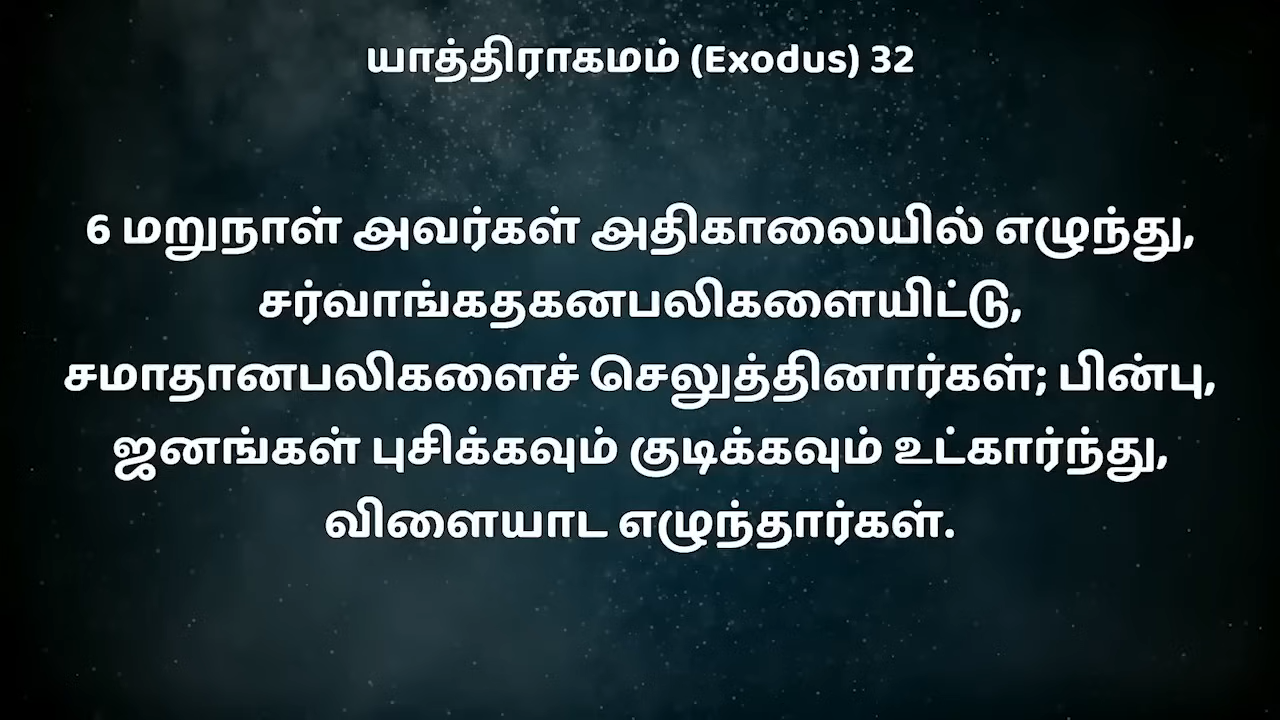 யாத்திராகமம் (Exodus) 32
6 மறுநாள் அவர்கள் அதிகாலையில் எழுந்து,
சர்வாங்கதகனபலிகளையிட்டு,
சமாதானபலிகளைச் செலுத்தினார்கள்; பின்பு,
ஜனங்கள் புசிக்கவும் குடிக்கவும் உட்கார்ந்து,
விளையாட எழுந்தார்கள்.